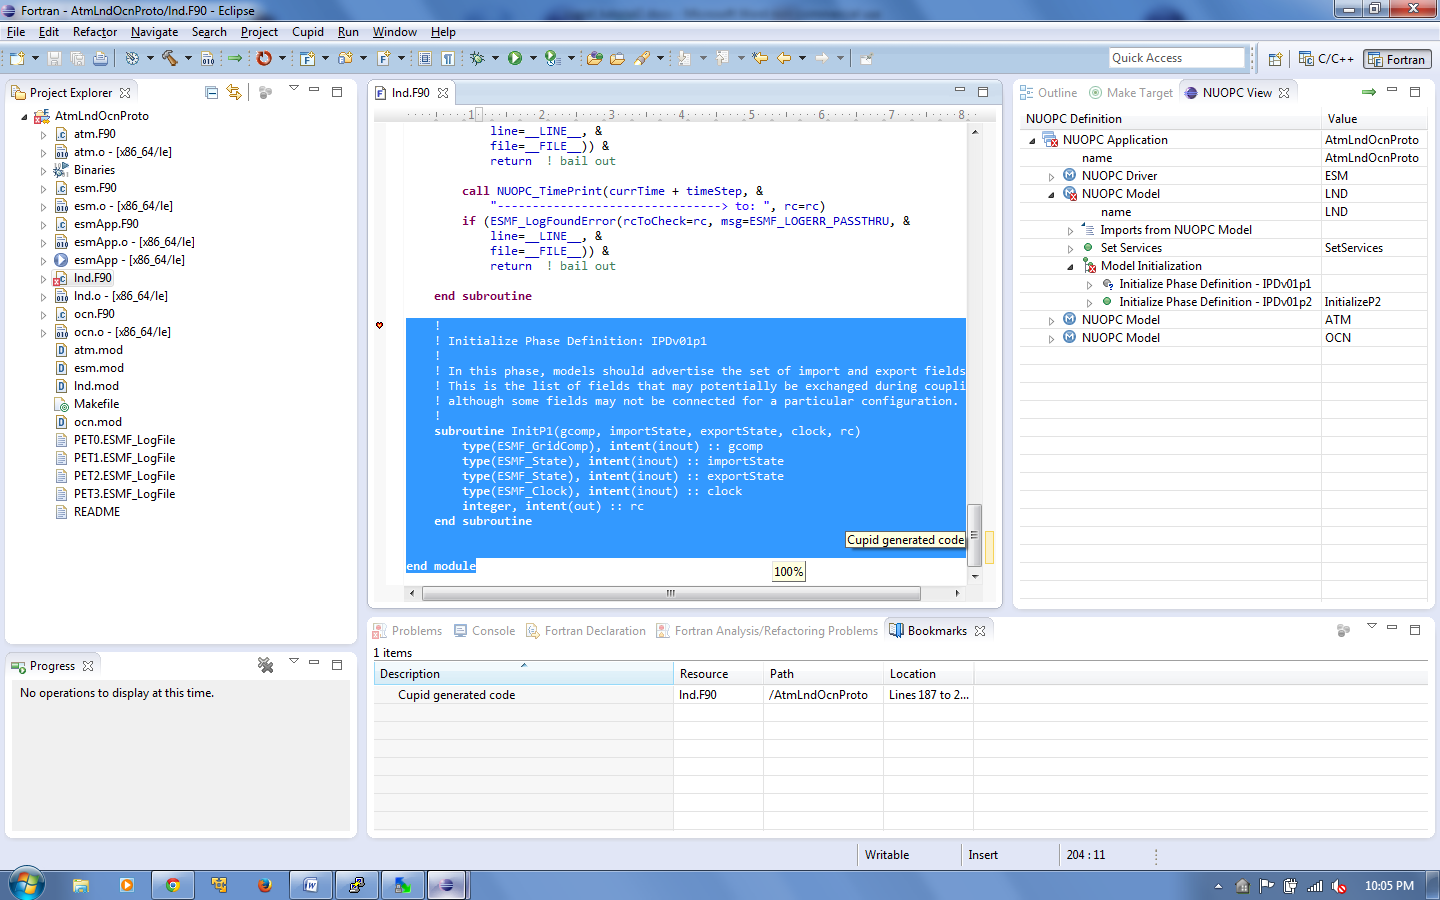 Fortran - AtmLndOcnProto/lnd.F90 - Eclipse
File Edit Refactor Navigate Search Project Cupid Run Window Help
Quick Access
C/C++
Fortran
Project Explorer
AtmLndOcnProto
atm.F90
atm.o - [x86_64/le]
Binaries
esm.F90
esm.o - [x86_64/le]
esmApp.F90
esmApp.o - [x86_64/le]
esmApp - [x86_64/le]
lnd.F90
lnd.o - [x86_64/le]
ocn.F90
ocn.o - [x86_64/le]
atm.mod
esm.mod
lnd.mod
Makefile
ocn.mod
PET0.ESMF_LogFile
PET1.ESMF_LogFile
PET2.ESMF_LogFile
PET3.ESMF_LogFile
README
Progress
No operations to display at this time.
lnd.F90
1 2 3 4 5 6 7 8
line=__LINE__, &
file=__FILE__)) &
return ! bail out
call NUOPC_TimePrint(currTime + timeStep, &
"--------------------------------> to: ", rc=rc)
if (ESMF_LogFoundError(rcToCheck=rc, msg=ESMF_LOGERR_PASSTHRU, &
line=__LINE__, &
file=__FILE__)) &
return ! bail out
end subroutine
!
! Initialize Phase Definition: IPDv01p1
!
! In this phase, models should advertise the set of import and export fields
! This is the list of fields that may potentially be exchanged during coupli
! although some fields may not be connected for a particular configuration.
!
subroutine InitP1(gcomp, importState, exportState, clock, rc)
type(ESMF_GridComp), intent(inout) :: gcomp
type(ESMF_State), intent(inout) :: importState
type(ESMF_State), intent(inout) :: exportState
type(ESMF_Clock), intent(inout) :: clock
integer, intent(out) :: rc
end subroutine
Cupid generated code
end module
100%
Outline Make Target NUOPC View
NUOPC Definition Value
NUOPC Application AtmLndOcnProto
name AtmLndOcnProto
NUOPC Driver ESM
NUOPC Model LND
name LND
Imports from NUOPC Model
Set Services SetServices
Model Initialization
Initialize Phase Definition - IPDv01p1
Initialize Phase Definition - IPDv01p2 InitializeP2
NUOPC Model ATM
NUOPC Model OCN
Problems Console Fortran Declaration Fortran Analysis/Refactoring Problems Bookmarks
1 items
Description Resource Path Location
Cupid generated code lnd.F90 /AtmLndOcnProto Lines 187 to 2...
Writable Insert 204 : 11
10:05 PM